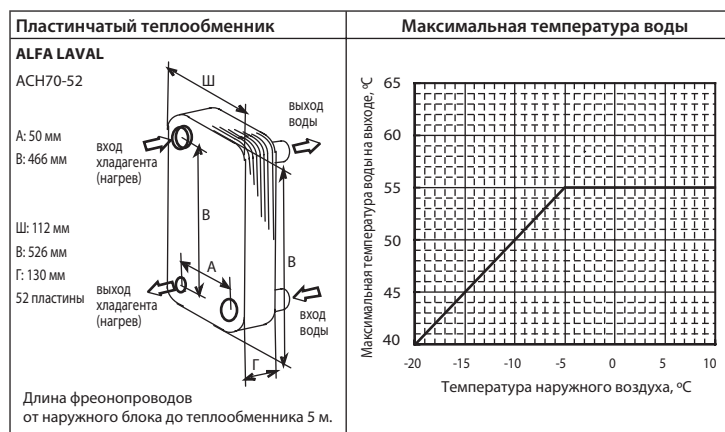 Пластинчатый теплообменник
ALFA LAVAL
ACH70-52
А: 50 мм
В: 466 мм
Ш: 112 мм
В: 526 мм
Г: 130 мм
52 пластины
Ш
выход
воды
вход
хладагента
(нагрев)
В
А
В
выход
хладагента
(нагрев)
вход
воды
Г
Длина фреонопроводов
от наружного блока до теплообменника 5 м.
Максимальная температура воды
Максимальная температура воды на выходе, ºС
65
60
55
50
45
40
-20 -15 -10 -5 0 5 10
Температура наружного воздуха, ºС